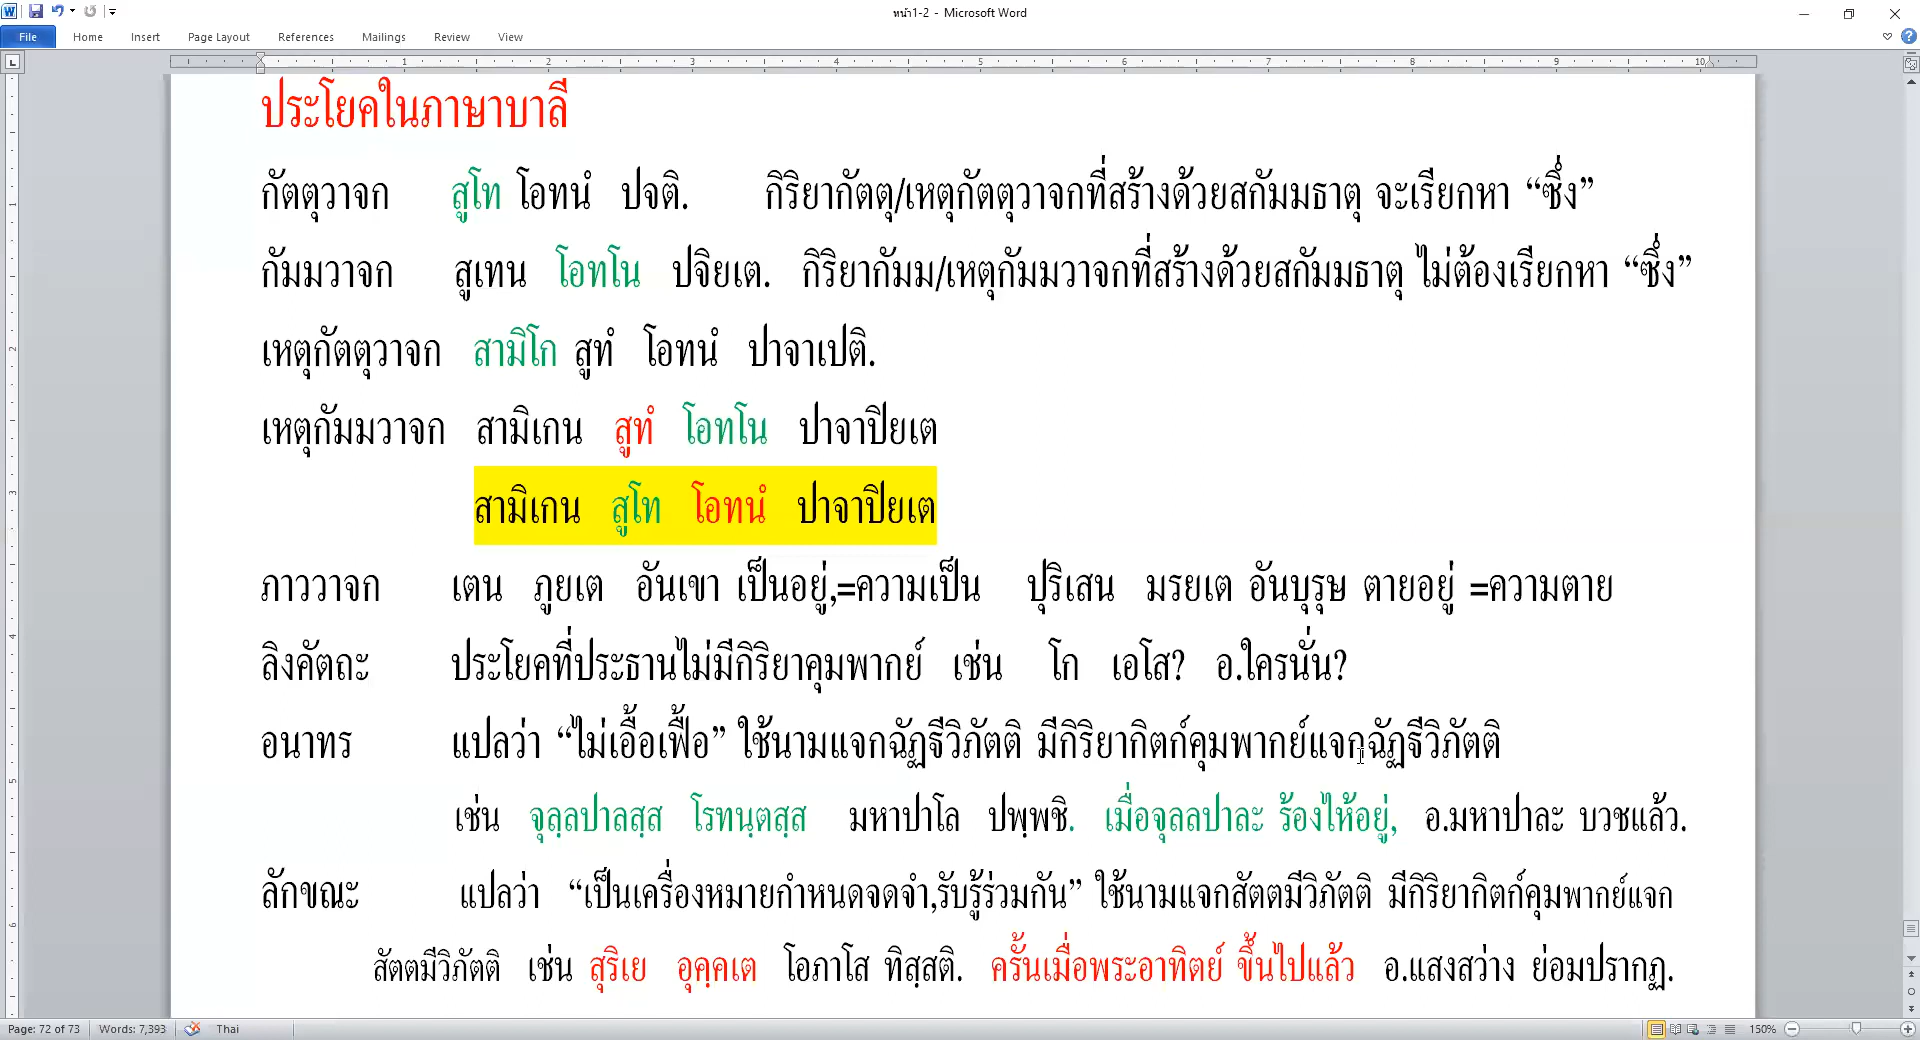 หน้า1-2 - Microsoft Word
File Home Insert Page Layout References Mailings Review View
1 2 3 4 5 6 7 8 9 10
ประโยคในภาษาบาลี
กัตตุวาจก สูโท โอทนํ ปจติ. กิริยากัตตุ/เหตุกัตตุวาจกที่สร้างด้วยสกัมมธาตุ จะเรียกหา “ซึ่ง”
กัมมวาจก สูเทน โอทโน ปจิยเต. กิริยากัมม/เหตุกัมมวาจกที่สร้างด้วยสกัมมธาตุ ไม่ต้องเรียกหา “ซึ่ง”
เหตุกัตตุวาจก สามิโก สูทํ โอทนํ ปาจาเปติ.
เหตุกัมมวาจก สามิเกน สูทํ โอทโน ปาจาปิยเต
สามิเกน สูโท โอทนํ ปาจาปิยเต
ภาววาจก เตน ภูยเต อันเขา เป็นอยู่,=ความเป็น ปุริเสน มรยเต อันบุรุษ ตายอยู่ =ความตาย
ลิงคัตถะ ประโยคที่ประธานไม่มีกิริยาคุมพากย์ เช่น โก เอโส? อ.ใครนั่น?
อนาทร แปลว่า “ไม่เอื้อเฟื้อ” ใช้นามแจกฉัฏฐีวิภัตติ มีกิริยากิตก์คุมพากย์แจกฉัฏฐีวิภัตติ
เช่น จุลฺลปาลสฺส โรทนฺตสฺส มหาปาโล ปพฺพชิ. เมื่อจุลลปาละ ร้องไห้อยู่, อ.มหาปาละ บวชแล้ว.
ลักขณะ แปลว่า “เป็นเครื่องหมายกำหนดจดจำ,รับรู้ร่วมกัน” ใช้นามแจกสัตตมีวิภัตติ มีกิริยากิตก์คุมพากย์แจก
สัตตมีวิภัตติ เช่น สุริเย อุคฺคเต โอภาโส ทิสฺสติ. ครั้นเมื่อพระอาทิตย์ ขึ้นไปแล้ว อ.แสงสว่าง ย่อมปรากฏ.
Page: 72 of 73 Words: 7,393 Thai 150%